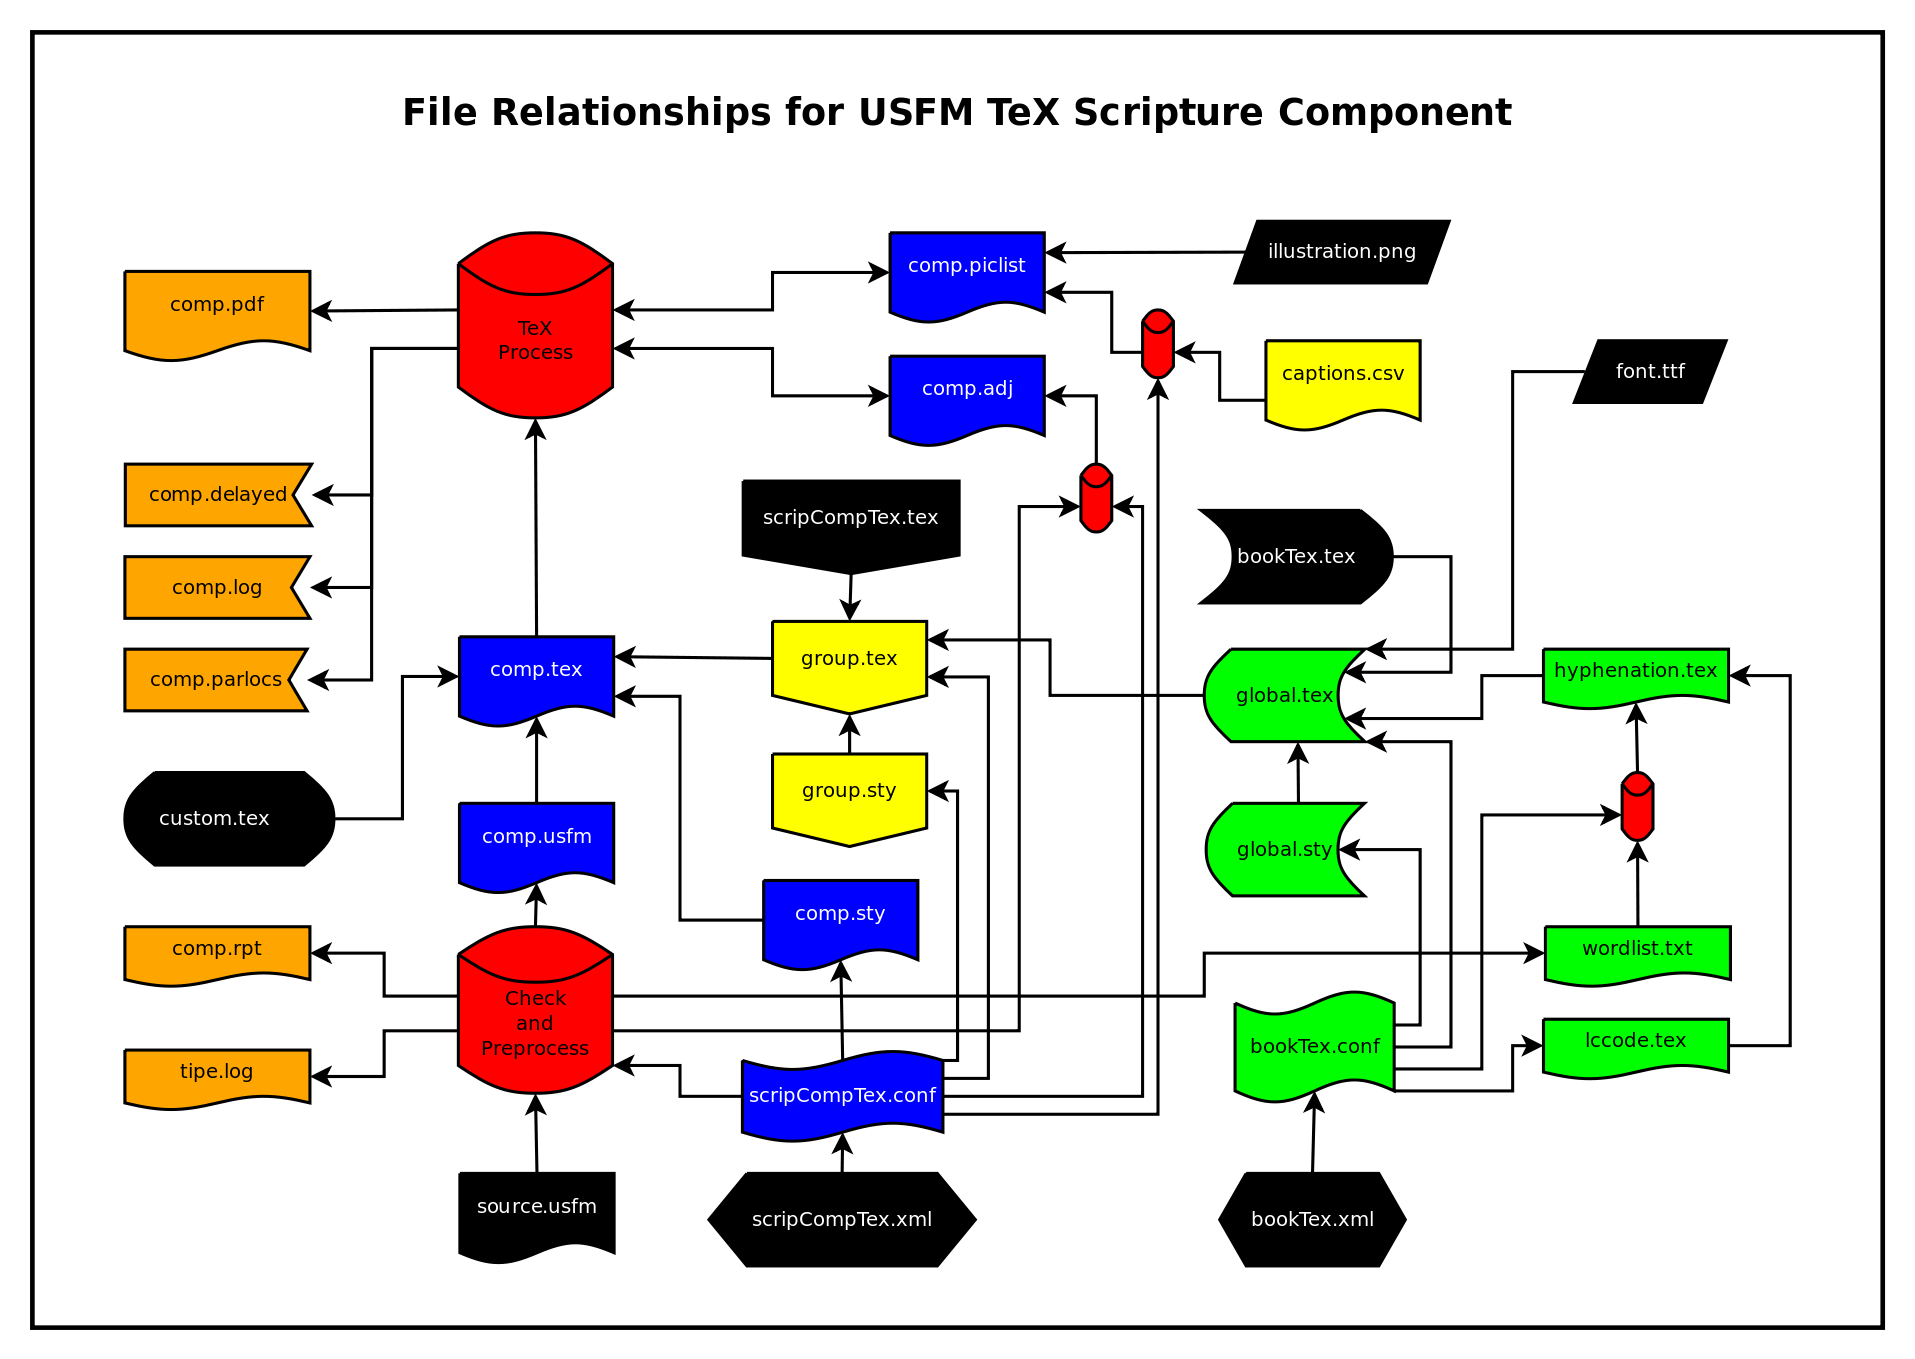 File Relationships for USFM TeX Scripture Component
illustration.png
comp.piclist
comp.pdf
TeX
Process
captions.csv
font.ttf
comp.adj
comp.delayed
scripCompTex.tex
bookTex.tex
comp.log
comp.tex
group.tex
hyphenation.tex
comp.parlocs
global.tex
group.sty
custom.tex
comp.usfm
global.sty
comp.sty
comp.rpt
wordlist.txt
Check
and
Preprocess
lccode.tex
bookTex.conf
tipe.log
scripCompTex.conf
source.usfm
scripCompTex.xml
bookTex.xml